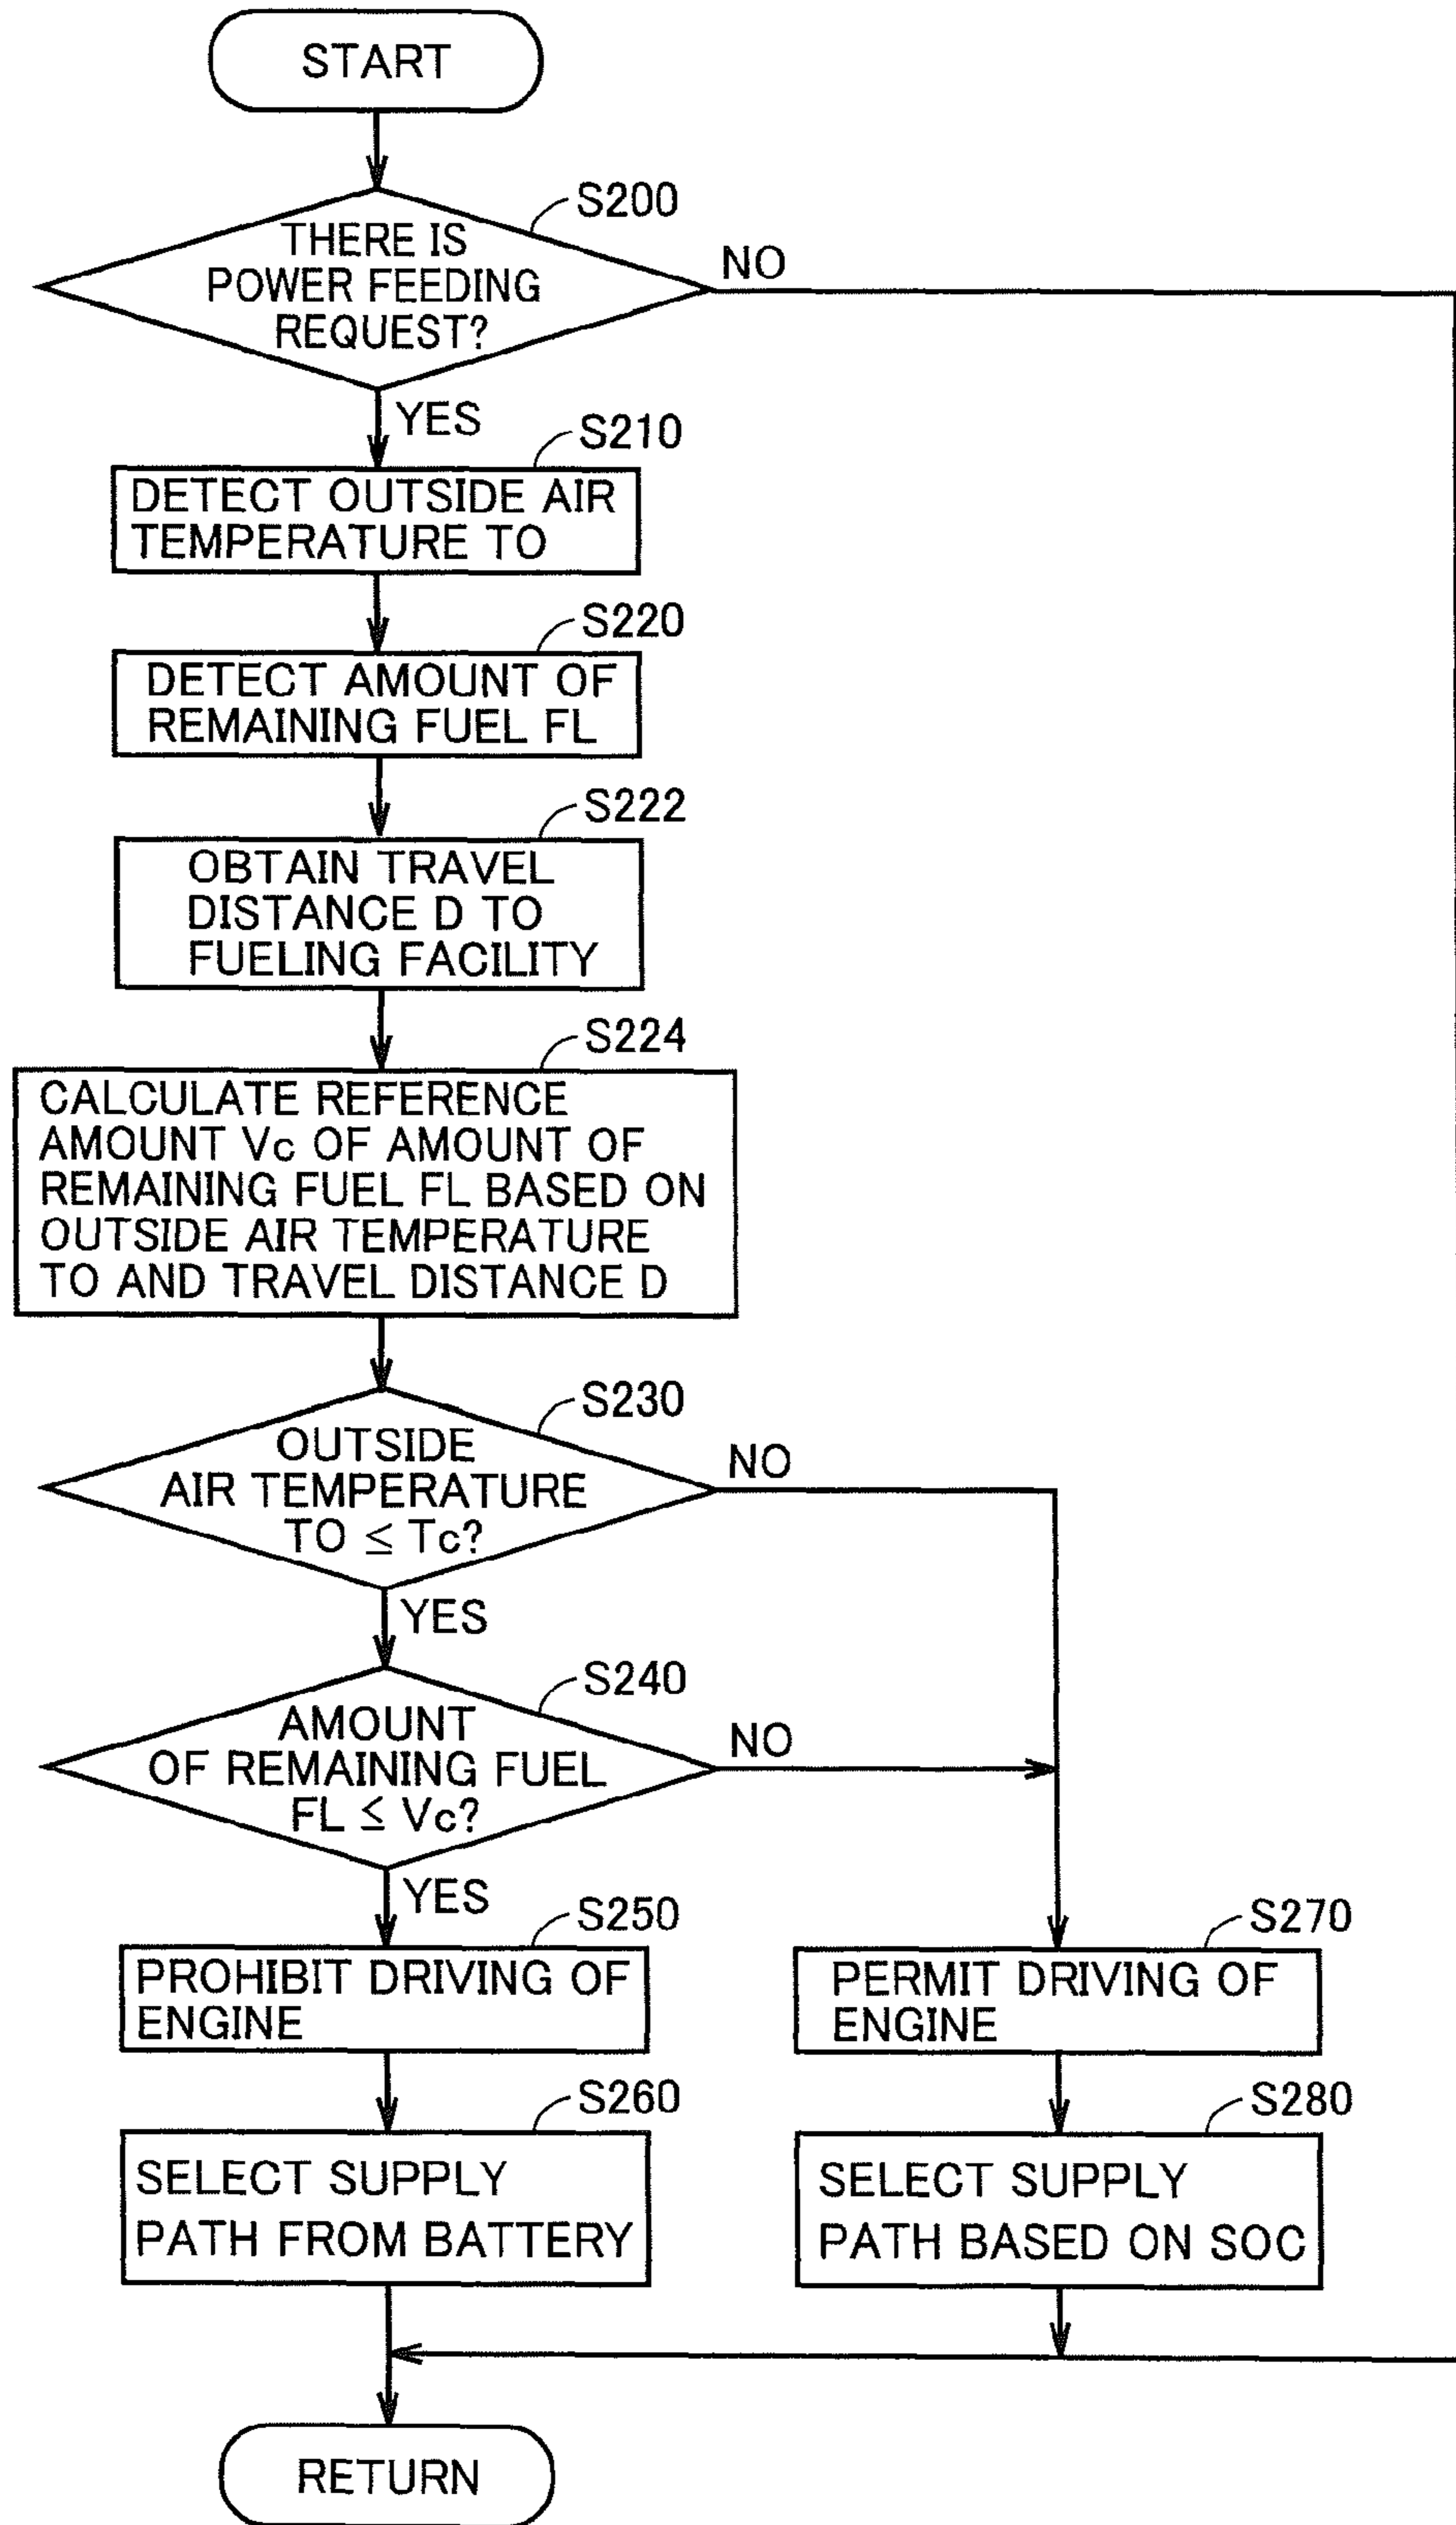 START
S200
THERE IS
POWER FEEDING
REQUEST?
NO
YES
S210
DETECT OUTSIDE AIR
TEMPERATURE TO
S220
DETECT AMOUNT OF
REMAINING FUEL FL
S222
OBTAIN TRAVEL
DISTANCE D TO
FUELING FACILITY
S224
CALCULATE REFERENCE
AMOUNT Vc OF AMOUNT OF
REMAINING FUEL FL BASED ON
OUTSIDE AIR TEMPERATURE
TO AND TRAVEL DISTANCE D
S230
OUTSIDE
AIR TEMPERATURE
TO ≤ Tc?
NO
YES
S240
AMOUNT
OF REMAINING FUEL
FL ≤ Vc?
NO
YES
S250
PROHIBIT DRIVING OF
ENGINE
S270
PERMIT DRIVING OF
ENGINE
S260
SELECT SUPPLY
PATH FROM BATTERY
S280
SELECT SUPPLY
PATH BASED ON SOC
RETURN